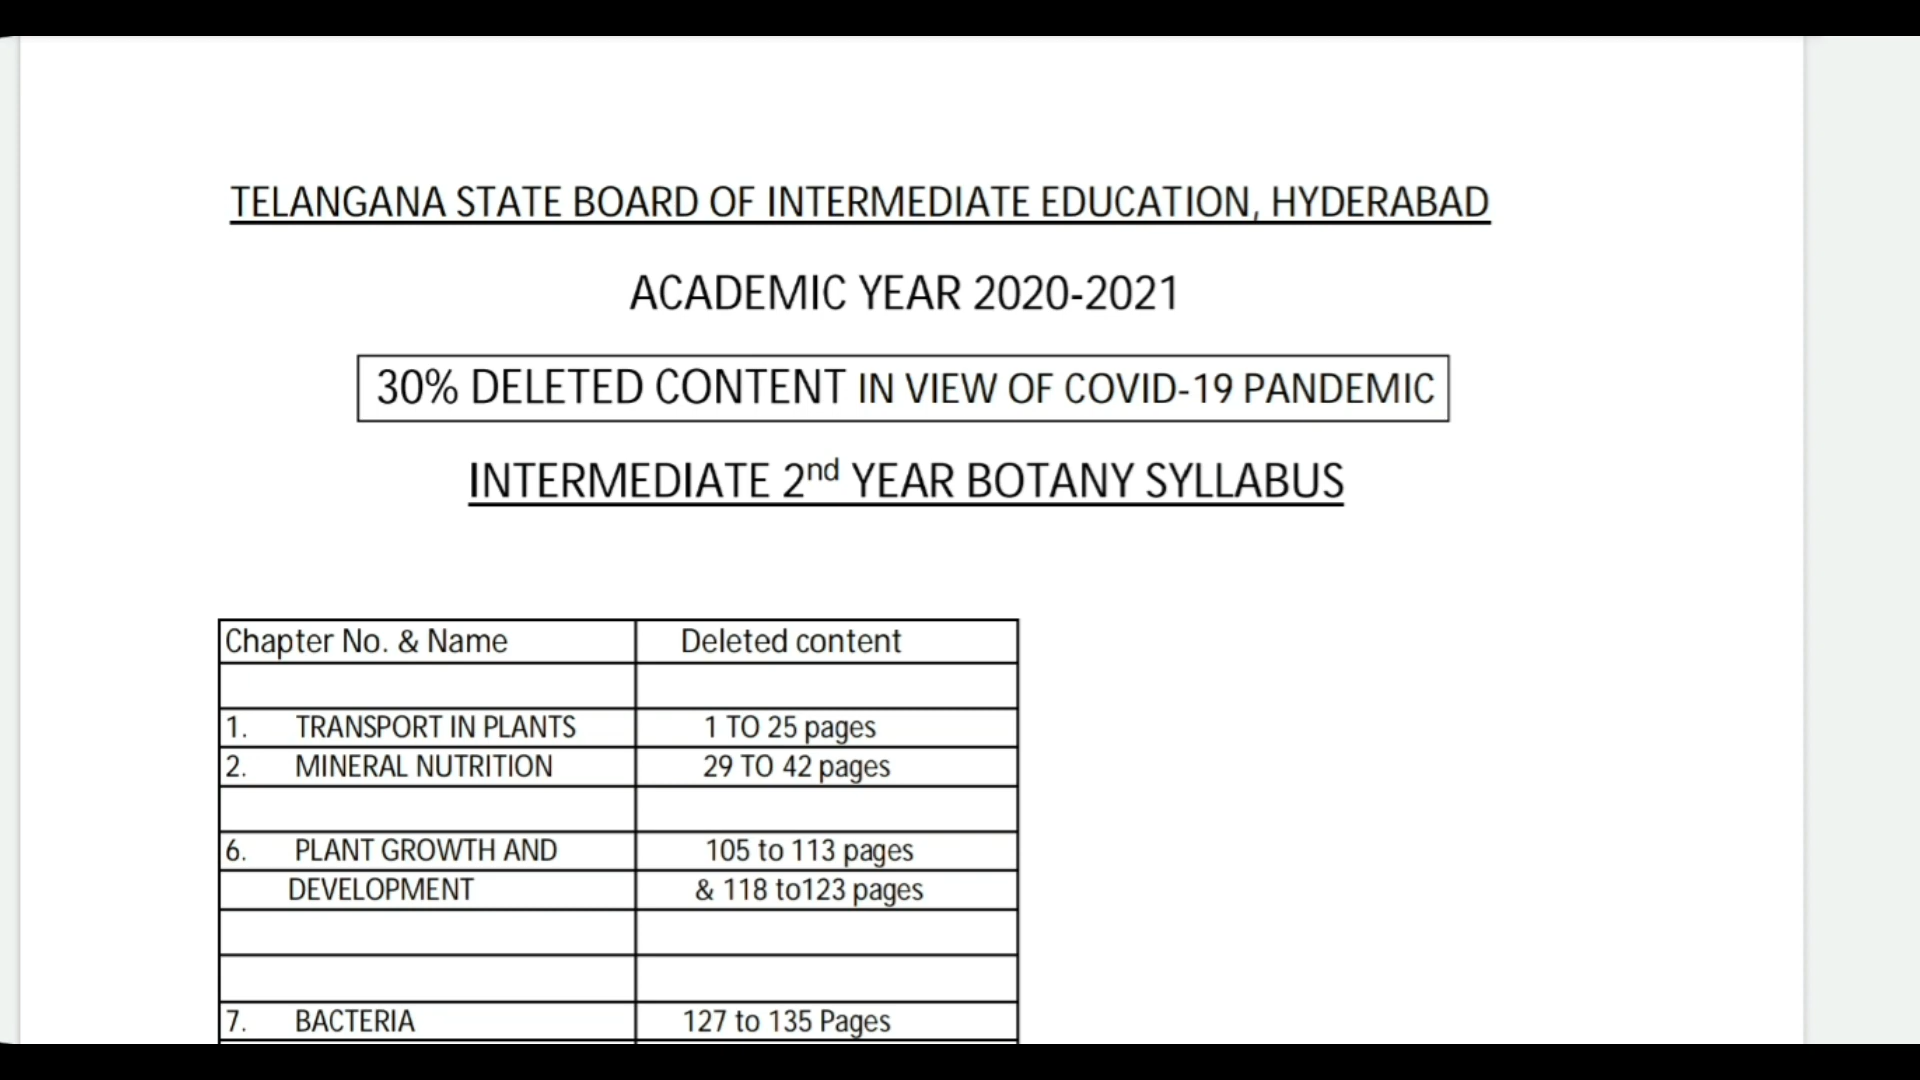 TELANGANA STATE BOARD OF INTERMEDIATE EDUCATION, HYDERABAD
ACADEMIC YEAR 2020-2021
30% DELETED CONTENT IN VIEW OF COVID-19 PANDEMIC
INTERMEDIATE 2nd YEAR BOTANY SYLLABUS
Chapter No. & Name Deleted content
1. TRANSPORT IN PLANTS 1 TO 25 pages
2. MINERAL NUTRITION 29 TO 42 pages
6. PLANT GROWTH AND 105 to 113 pages
DEVELOPMENT & 118 to123 pages
7. BACTERIA 127 to 135 Pages